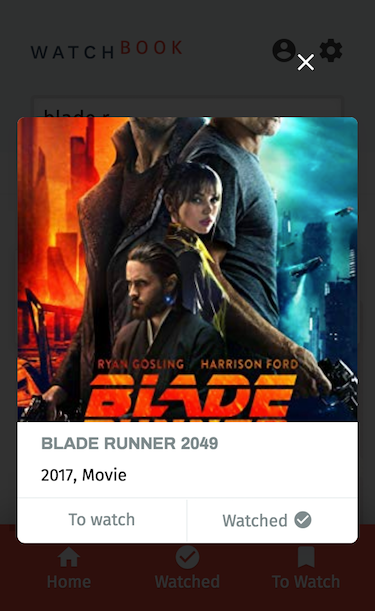 WATCHBOOK
blade r
RYAN GOSLING HARRISON FORD
BLADE
RUNNER
BLADE RUNNER 2049
2017, Movie
To watch
Watched
Home
Watched
To Watch